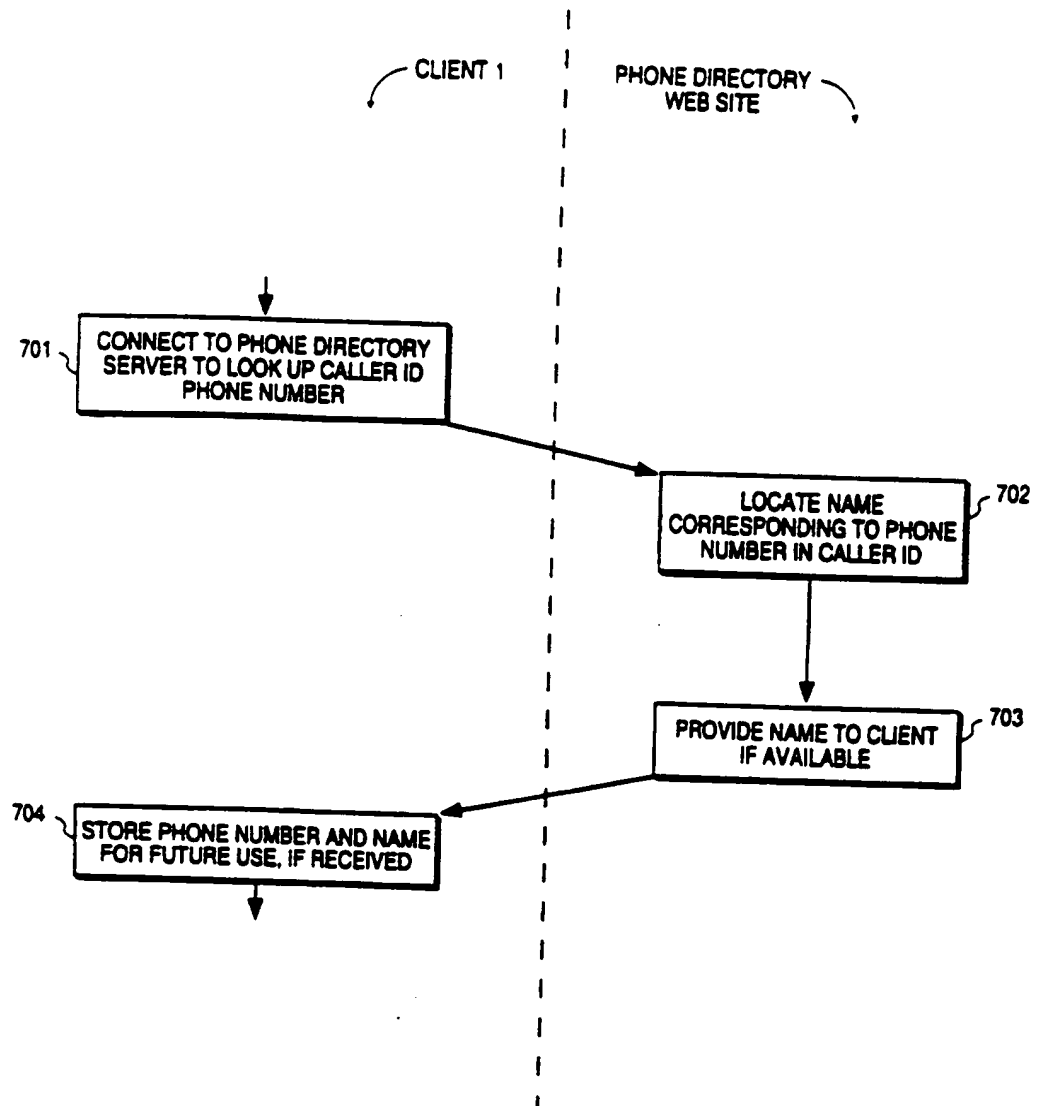 CLIENT 1
PHONE DIRECTORY
WEB SITE
701
CONNECT TO PHONE DIRECTORY
SERVER TO LOOK UP CALLER ID
PHONE NUMBER
702
LOCATE NAME
CORRESPONDING TO PHONE
NUMBER IN CALLER ID
703
PROVIDE NAME TO CLIENT
IF AVAILABLE
704
STORE PHONE NUMBER AND NAME
FOR FUTURE USE, IF RECEIVED